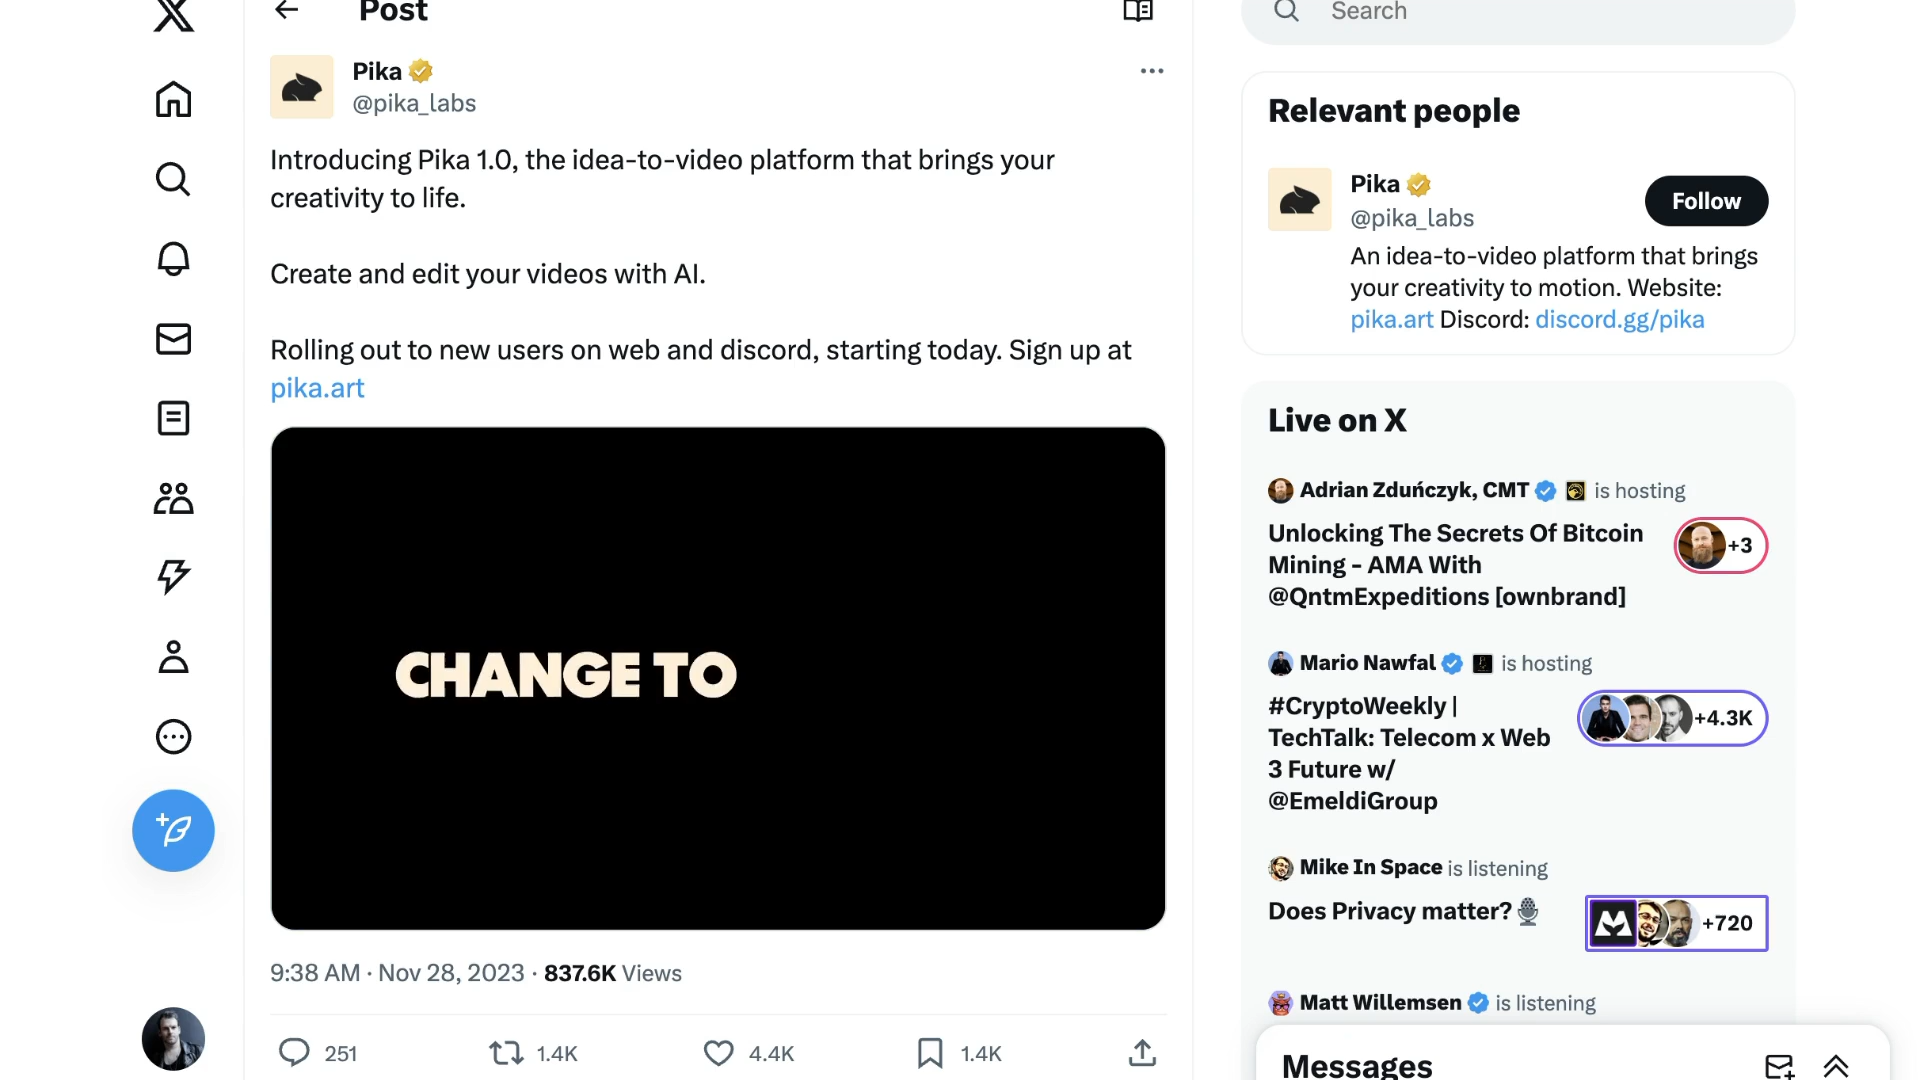 Post
Search
Pika
@pika_labs
Introducing Pika 1.0, the idea-to-video platform that brings your
creativity to life.
Create and edit your videos with AI.
Rolling out to new users on web and discord, starting today. Sign up at
pika.art
CHANGE TO
9:38 AM · Nov 28, 2023 · 837.6K Views
251
1.4K
4.4K
1.4K
Relevant people
Pika
@pika_labs
Follow
An idea-to-video platform that brings
your creativity to motion. Website:
pika.art Discord: discord.gg/pika
Live on X
Adrian Zduńczyk, CMT is hosting
Unlocking The Secrets Of Bitcoin
Mining - AMA With
@QntmExpeditions [ownbrand]
+3
Mario Nawfal is hosting
#CryptoWeekly |
TechTalk: Telecom x Web
3 Future w/
@EmeldiGroup
+4.3K
Mike In Space is listening
Does Privacy matter?
+720
Matt Willemsen is listening
Messages